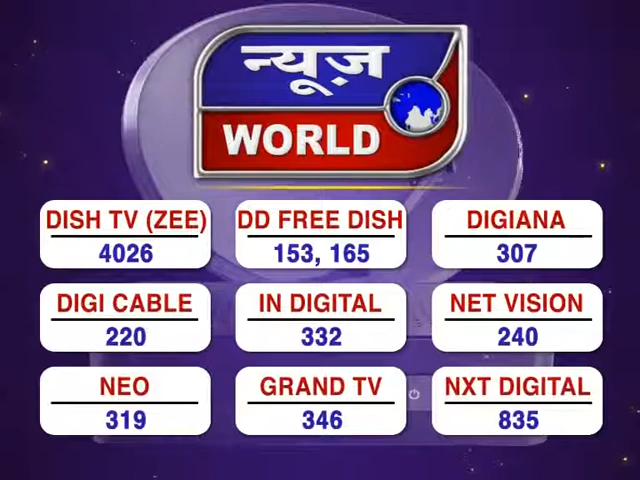 न्यूज़
WORLD
DISH TV (ZEE)
4026
DD FREE DISH
153, 165
DIGIANA
307
DIGI CABLE
220
IN DIGITAL
332
NET VISION
240
NEO
319
GRAND TV
346
NXT DIGITAL
835